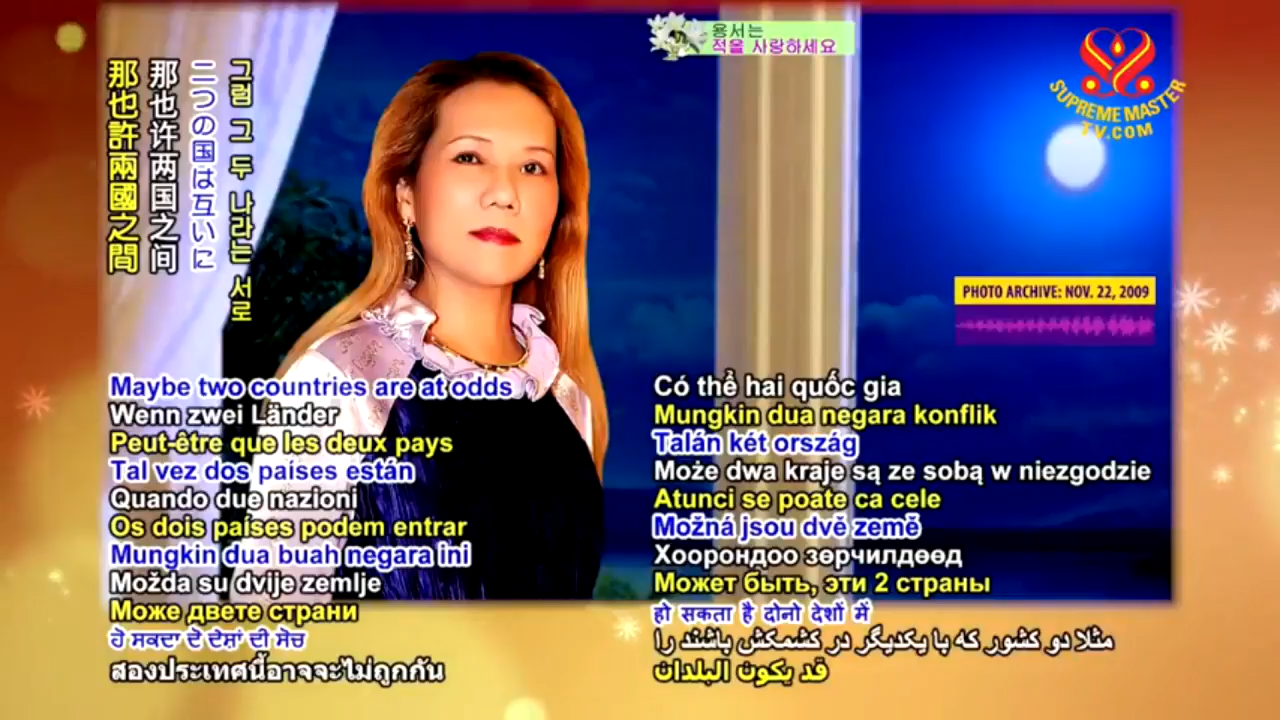 용서는
적을 사랑하세요
SUPREME MASTER
TV.COM
그럼 그 두 나라는 서로
二つの国は互いに
那也许两国之间
那也許兩國之間
PHOTO ARCHIVE: NOV. 22, 2009
Maybe two countries are at odds
Wenn zwei Länder
Peut-être que les deux pays
Tal vez dos países están
Quando due nazioni
Os dois países podem entrar
Mungkin dua buah negara ini
Možda su dvije zemlje
Може двете страни
ਹੋ ਸਕਦਾ ਦੋ ਦੇਸ਼ਾਂ ਦੀ ਸੋਚ
สองประเทศนี้อาจจะไม่ถูกกัน
Có thể hai quốc gia
Mungkin dua negara konflik
Talán két ország
Może dwa kraje są ze sobą w niezgodzie
Atunci se poate ca cele
Možná jsou dvě země
Хоорондоо зөрчилдөөд
Может быть, эти 2 страны
हो सकता है दोनो देशों में
مثلا دو کشور که با یکدیگر در کشمکش باشند را
قد يكون البلدان